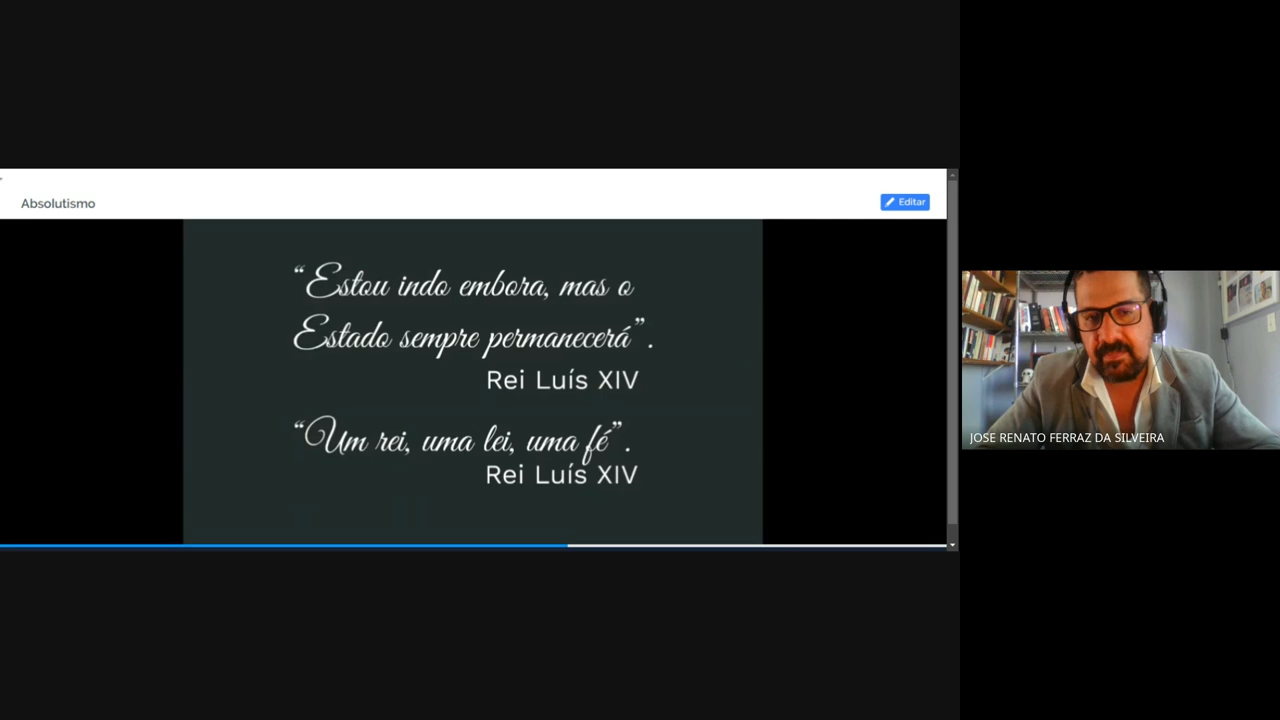 Absolutismo
Editar
“Estou indo embora, mas o
Estado sempre permanecerá”.
Rei Luís XIV
“Um rei, uma lei, uma fé”.
Rei Luís XIV
JOSE RENATO FERRAZ DA SILVEIRA